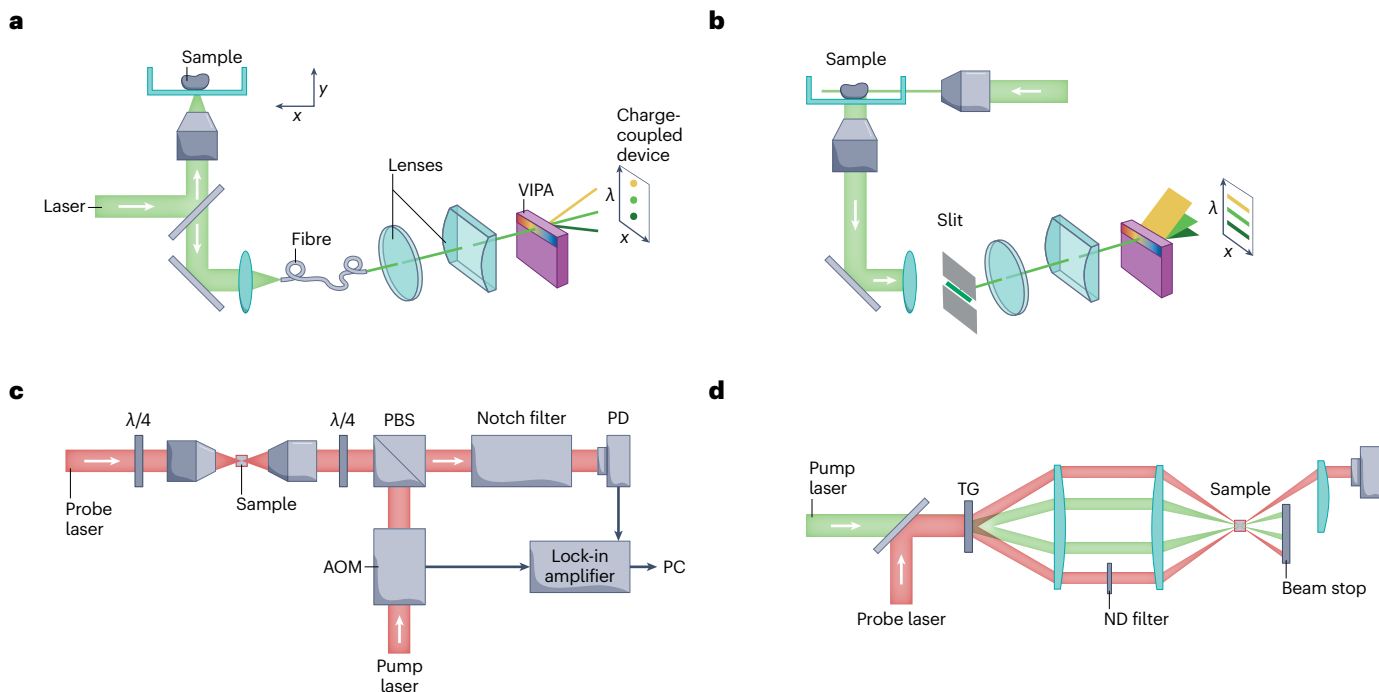 a
Sample
y
x
Charge-
coupled
device
Lenses
VIPA
λ
Laser
Fibre
x
b
Sample
Slit
λ
x
c
λ/4
λ/4
PBS
Notch filter
PD
Probe
laser
Sample
AOM
Lock-in
amplifier
PC
Pump
laser
d
Pump
laser
TG
Sample
Beam stop
Probe laser
ND filter